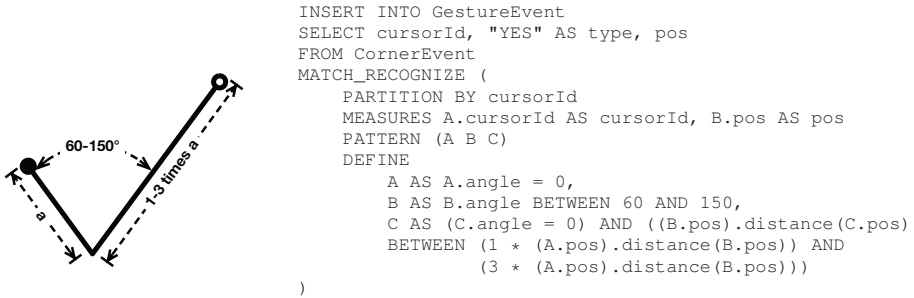 60-150°
a
1-3 times a
INSERT INTO GestureEvent
SELECT cursorId, "YES" AS type, pos
FROM CornerEvent
MATCH_RECOGNIZE (
    PARTITION BY cursorId
    MEASURES A.cursorId AS cursorId, B.pos AS pos
    PATTERN (A B C)
    DEFINE
        A AS A.angle = 0,
        B AS B.angle BETWEEN 60 AND 150,
        C AS (C.angle = 0) AND ((B.pos).distance(C.pos)
        BETWEEN (1 * (A.pos).distance(B.pos)) AND
                (3 * (A.pos).distance(B.pos)))
)